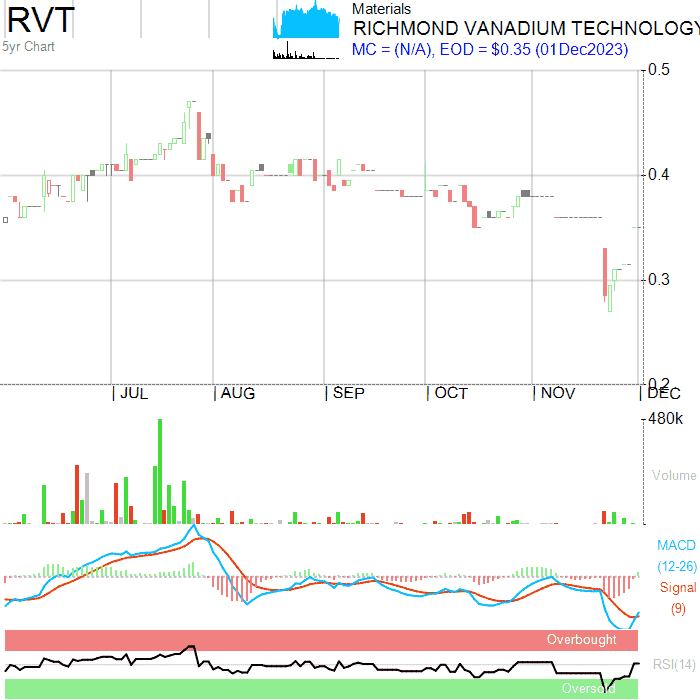 RVT
5yr Chart
Materials
RICHMOND VANADIUM TECHNOLOGY
MC = (N/A), EOD = $0.35 (01Dec2023)
0.5
0.4
0.3
0.2
JUL AUG SEP OCT NOV DEC
480k
Volume
MACD
(12-26)
Signal
(9)
Overbought
RSI(14)
Oversold